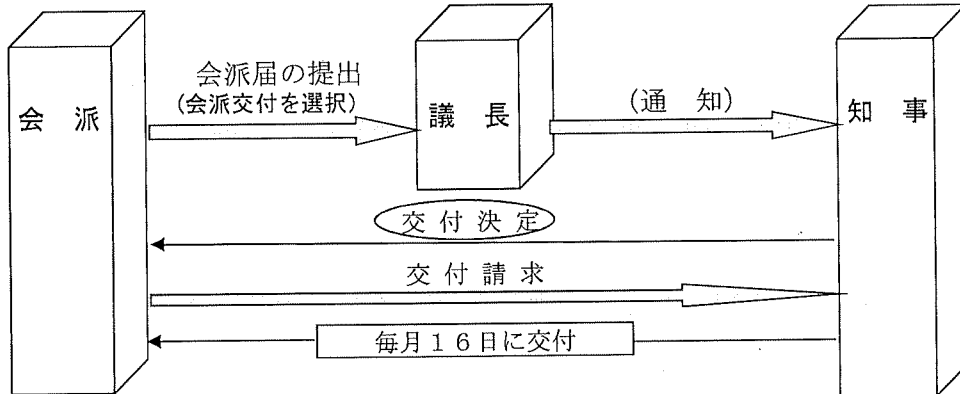 会派
会派届の提出
(会派交付を選択)
議長
(通 知)
知事
交付決定
交付請求
毎月16日に交付